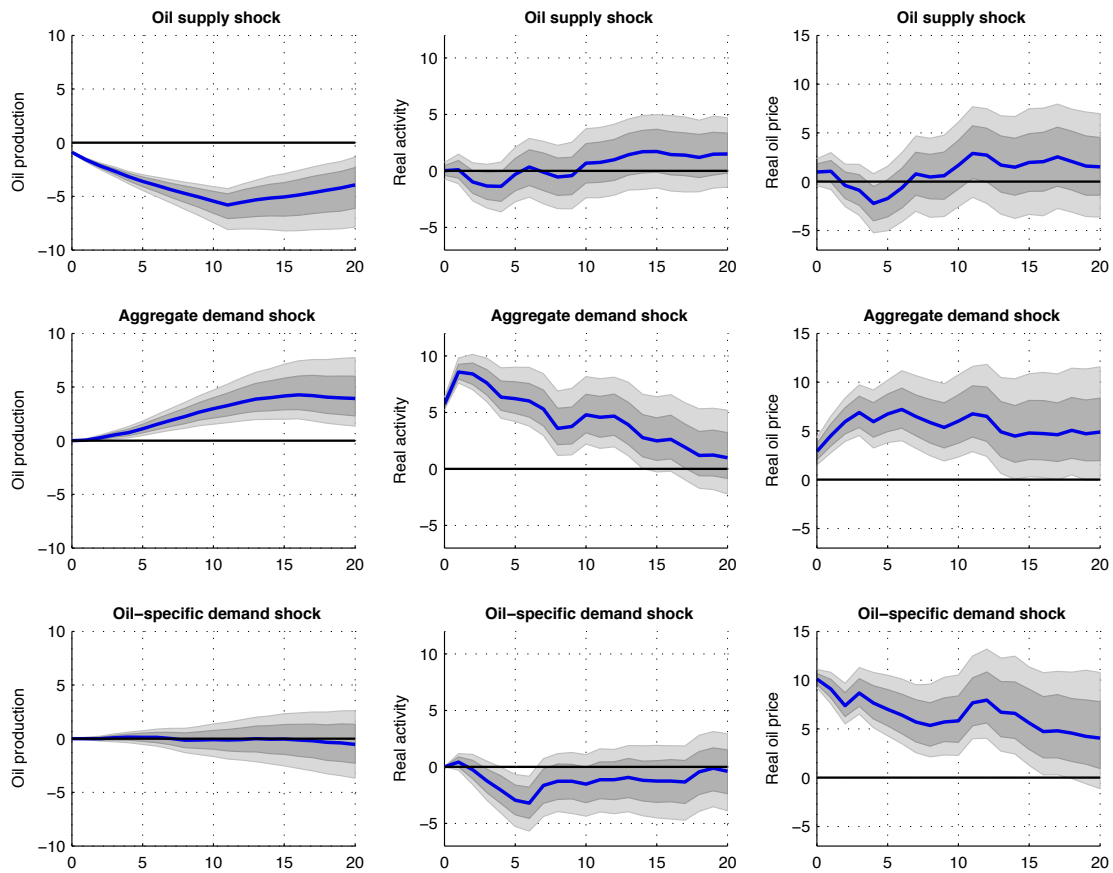 Oil supply shock
Oil production
10
5
0
−5
−10
0 5 10 15 20
Oil supply shock
Real activity
10
5
0
−5
0 5 10 15 20
Oil supply shock
Real oil price
15
10
5
0
−5
0 5 10 15 20
Aggregate demand shock
Oil production
10
5
0
−5
−10
0 5 10 15 20
Aggregate demand shock
Real activity
10
5
0
−5
0 5 10 15 20
Aggregate demand shock
Real oil price
15
10
5
0
−5
0 5 10 15 20
Oil−specific demand shock
Oil production
10
5
0
−5
−10
0 5 10 15 20
Oil−specific demand shock
Real activity
10
5
0
−5
0 5 10 15 20
Oil−specific demand shock
Real oil price
15
10
5
0
−5
0 5 10 15 20